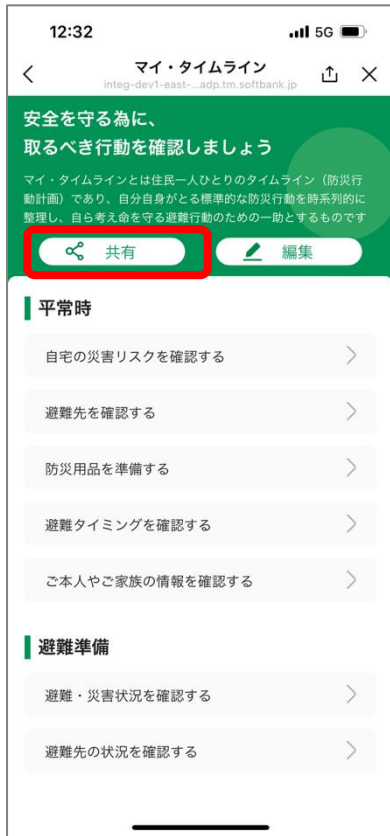 12:32
5G
マイ・タイムライン
integ-dev1-east-...adp.tm.softbank.jp
安全を守る為に、
取るべき行動を確認しましょう
マイ・タイムラインとは住民一人ひとりのタイムライン（防災行
動計画）であり、自分自身がとる標準的な防災行動を時系列的に
整理し、自ら考え命を守る避難行動のための一助とするものです
共有
編集
平常時
自宅の災害リスクを確認する
避難先を確認する
防災用品を準備する
避難タイミングを確認する
ご本人やご家族の情報を確認する
避難準備
避難・災害状況を確認する
避難先の状況を確認する